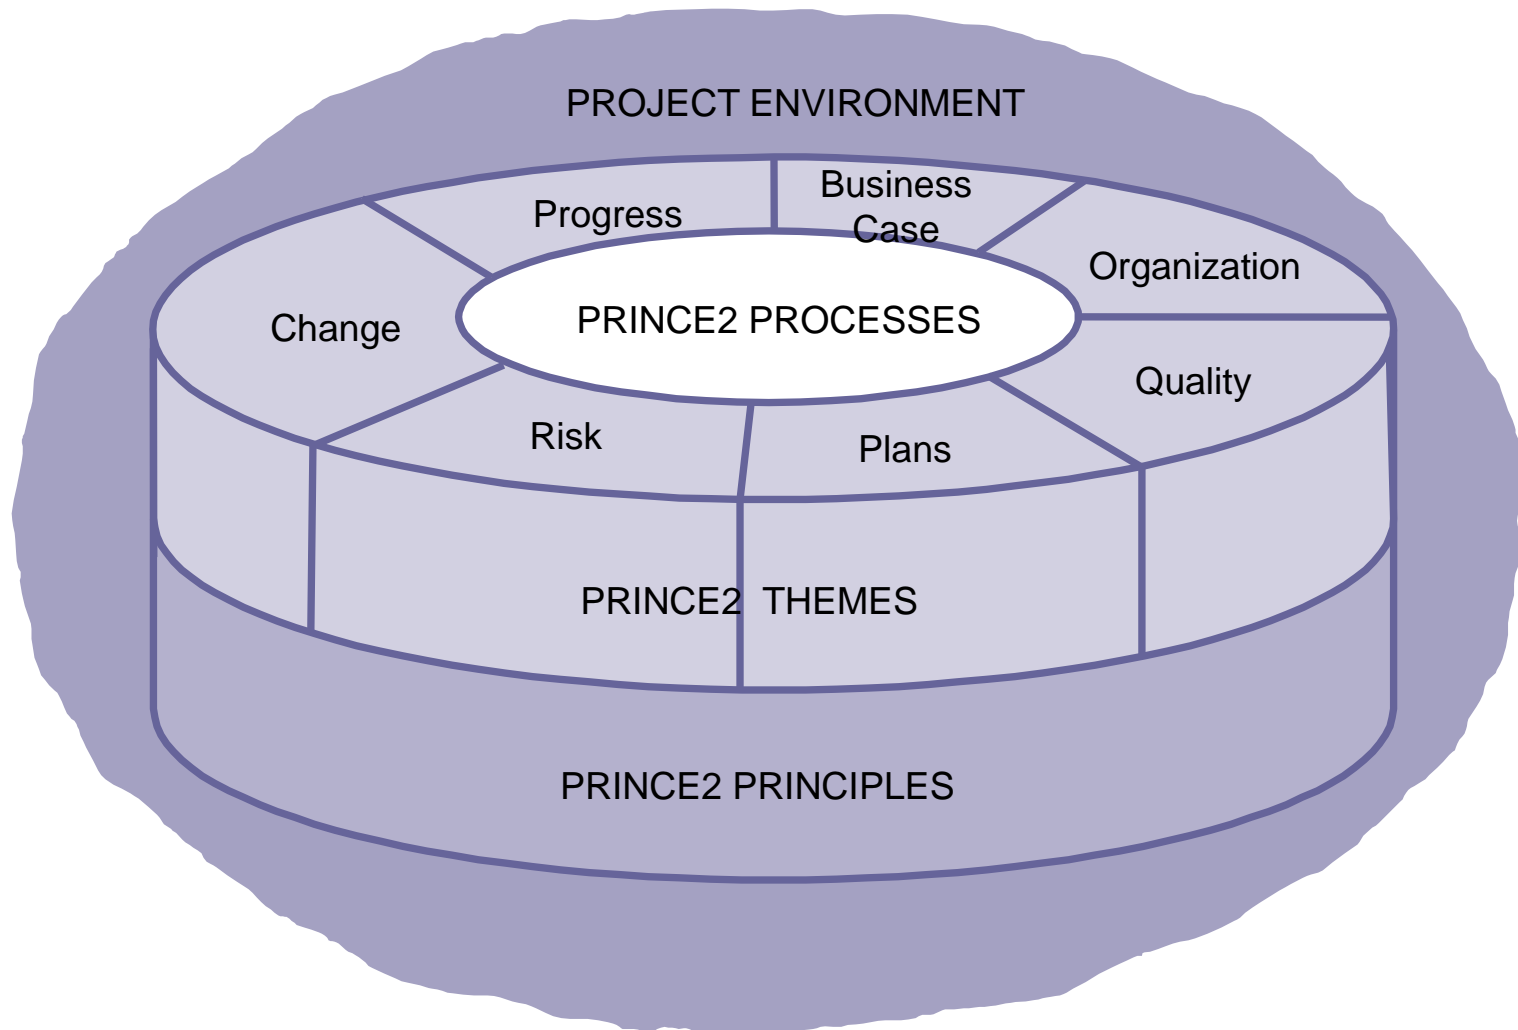 PROJECT ENVIRONMENT
Business
Case
Progress
Organization
PRINCE2 PROCESSES
Change
Quality
Risk
Plans
PRINCE2 THEMES
PRINCE2 PRINCIPLES